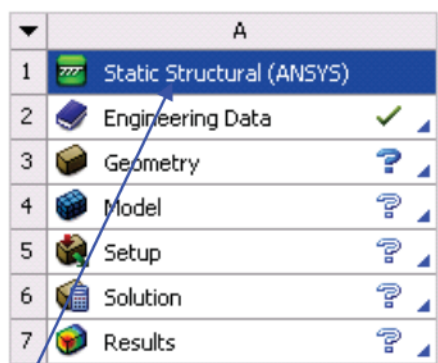 A
1 Static Structural (ANSYS)
2 Engineering Data
3 Geometry ?
4 Model ?
5 Setup ?
6 Solution ?
7 Results ?